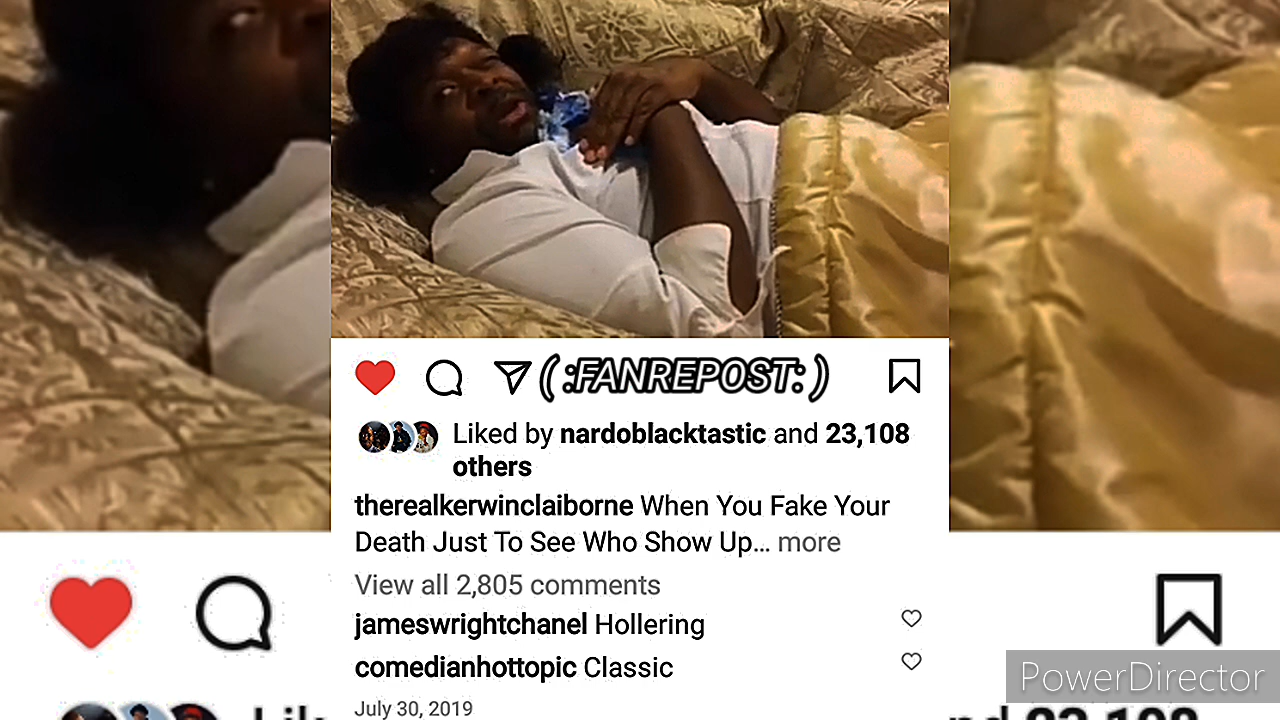 ( :FANREPOST: )
Liked by nardoblacktastic and 23,108
others
therealkerwinclaiborne When You Fake Your
Death Just To See Who Show Up... more
View all 2,805 comments
jameswrightchanel Hollering
comedianhottopic Classic
July 30, 2019
PowerDirector